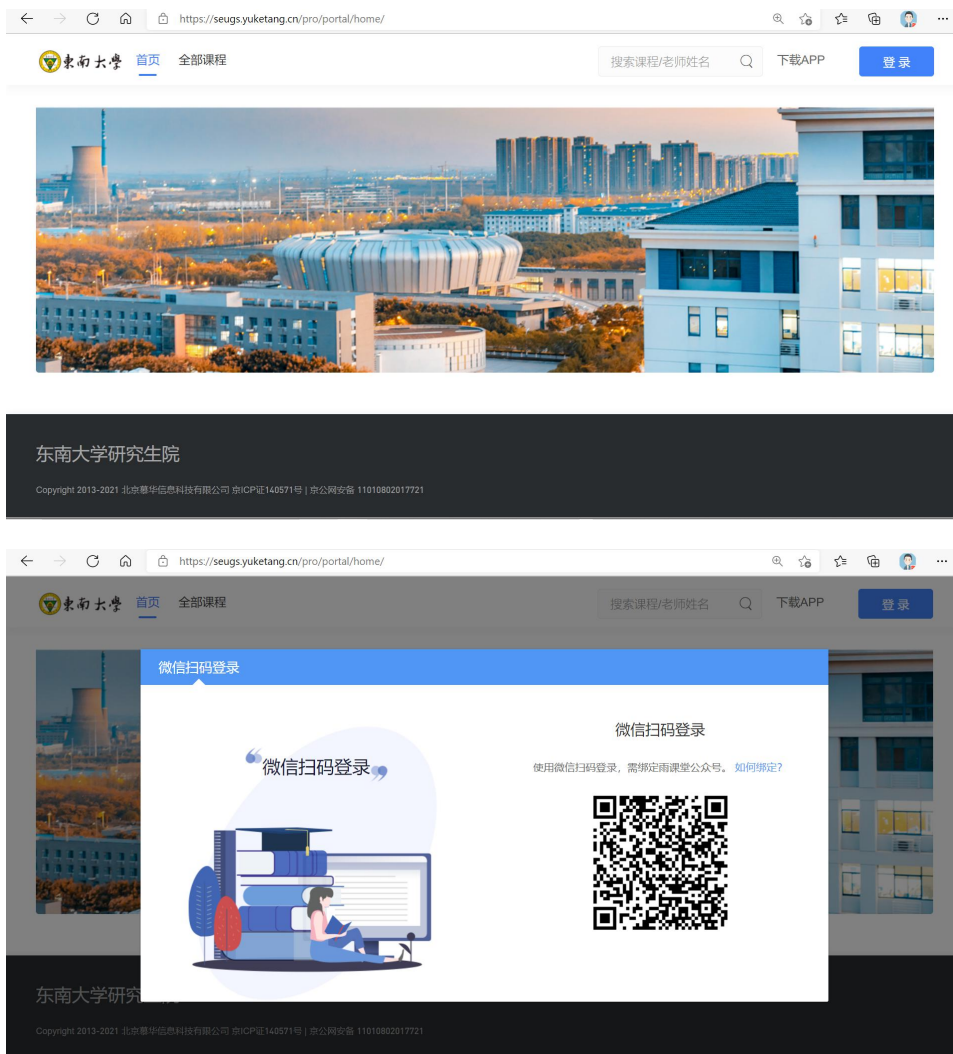 https://seugs.yuketang.cn/pro/portal/home/
東南大學 首页 全部课程 搜索课程/老师姓名 下载APP 登录
东南大学研究生院
Copyright 2013-2021 北京慕华信息科技有限公司 京ICP证140571号 | 京公网安备 11010802017721
https://seugs.yuketang.cn/pro/portal/home/
東南大學 首页 全部课程 搜索课程/老师姓名 下载APP 登录
微信扫码登录
微信扫码登录
使用微信扫码登录，需绑定雨课堂公众号。 如何绑定?
“微信扫码登录”
东南大学研究
Copyright 2013-2021 北京慕华信息科技有限公司 京ICP证140571号 | 京公网安备 11010802017721